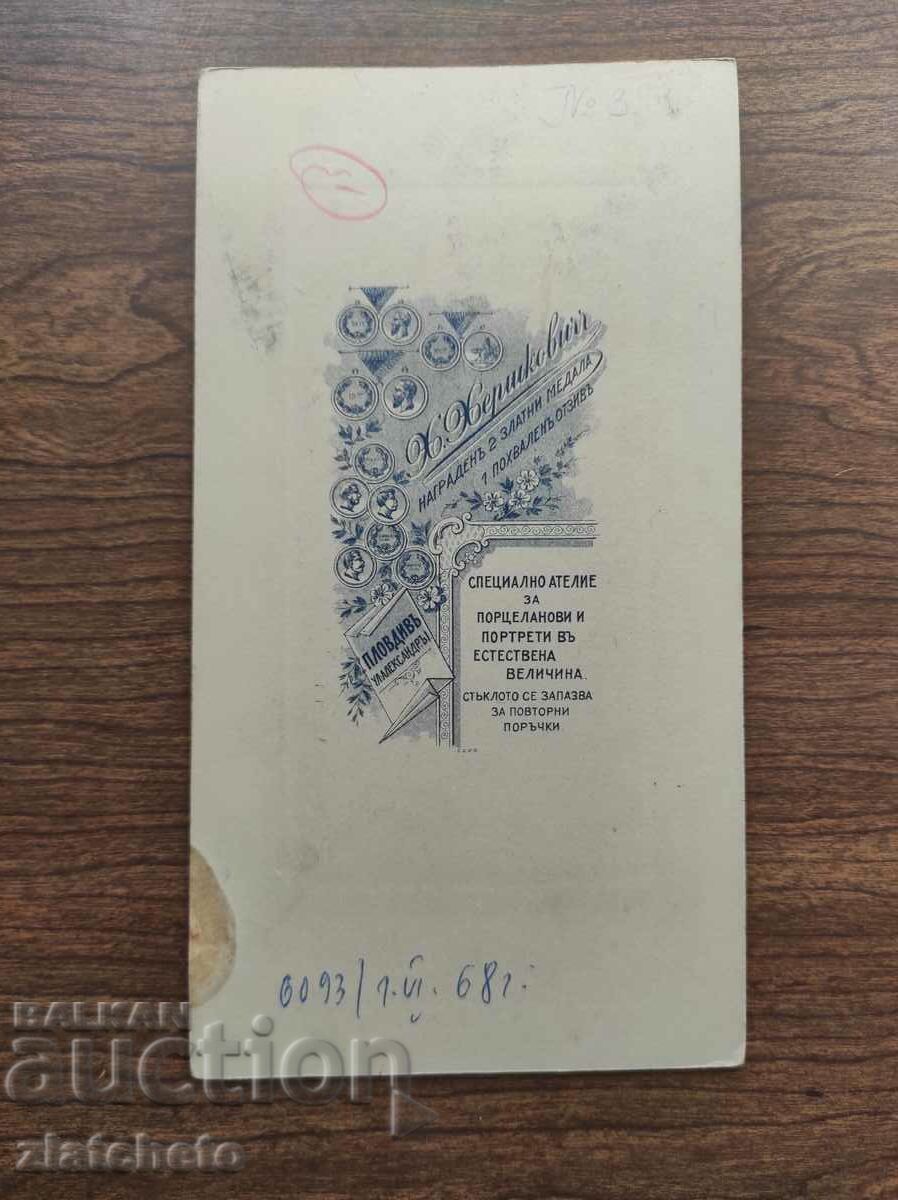 No 3
Х. Хершкович
НАГРАДЕНЪ 2 ЗЛАТНИ МЕДАЛА
1 ПОХВАЛЕНЪ ОТЗИВЪ
СПЕЦИАЛНО АТЕЛИЕ
ЗА
ПОРЦЕЛАНОВИ И
ПОРТРЕТИ ВЪ
ЕСТЕСТВЕНА
ВЕЛИЧИНА.
СТЪКЛОТО СЕ ЗАПАЗВА
ЗА ПОВТОРНИ
ПОРЪЧКИ
ПЛОВДИВЪ
УЛ. АЛЕКСАНДРЪ I
6093/1.VI. 68г.
BALKAN
auction
zlatcheto